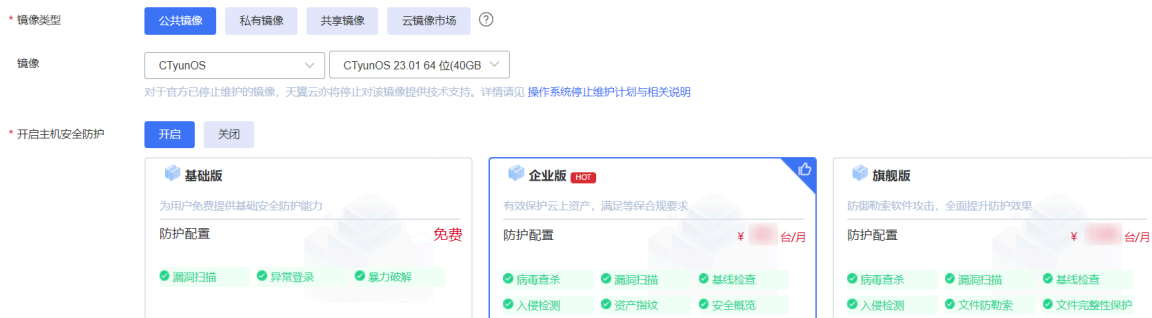 * 镜像类型 公共镜像 私有镜像 共享镜像 云镜像市场 ?
镜像 CTyunOS CTyunOS 23.01 64 位(40GB
对于官方已停止维护的镜像，天翼云亦将停止对该镜像提供技术支持。详情请见 操作系统停止维护计划与相关说明
* 开启主机安全防护 开启 关闭
基础版 企业版 HOT 旗舰版
为用户免费提供基础安全防护能力 有效保护云上资产，满足等保合规要求 防御勒索软件攻击，全面提升防护效果
防护配置 免费 防护配置 ¥ 台/月 防护配置 ¥ 台/月
漏洞扫描 异常登录 暴力破解 病毒查杀 漏洞扫描 基线检查 病毒查杀 漏洞扫描 基线检查
入侵检测 资产指纹 安全概览 入侵检测 文件防勒索 文件完整性保护